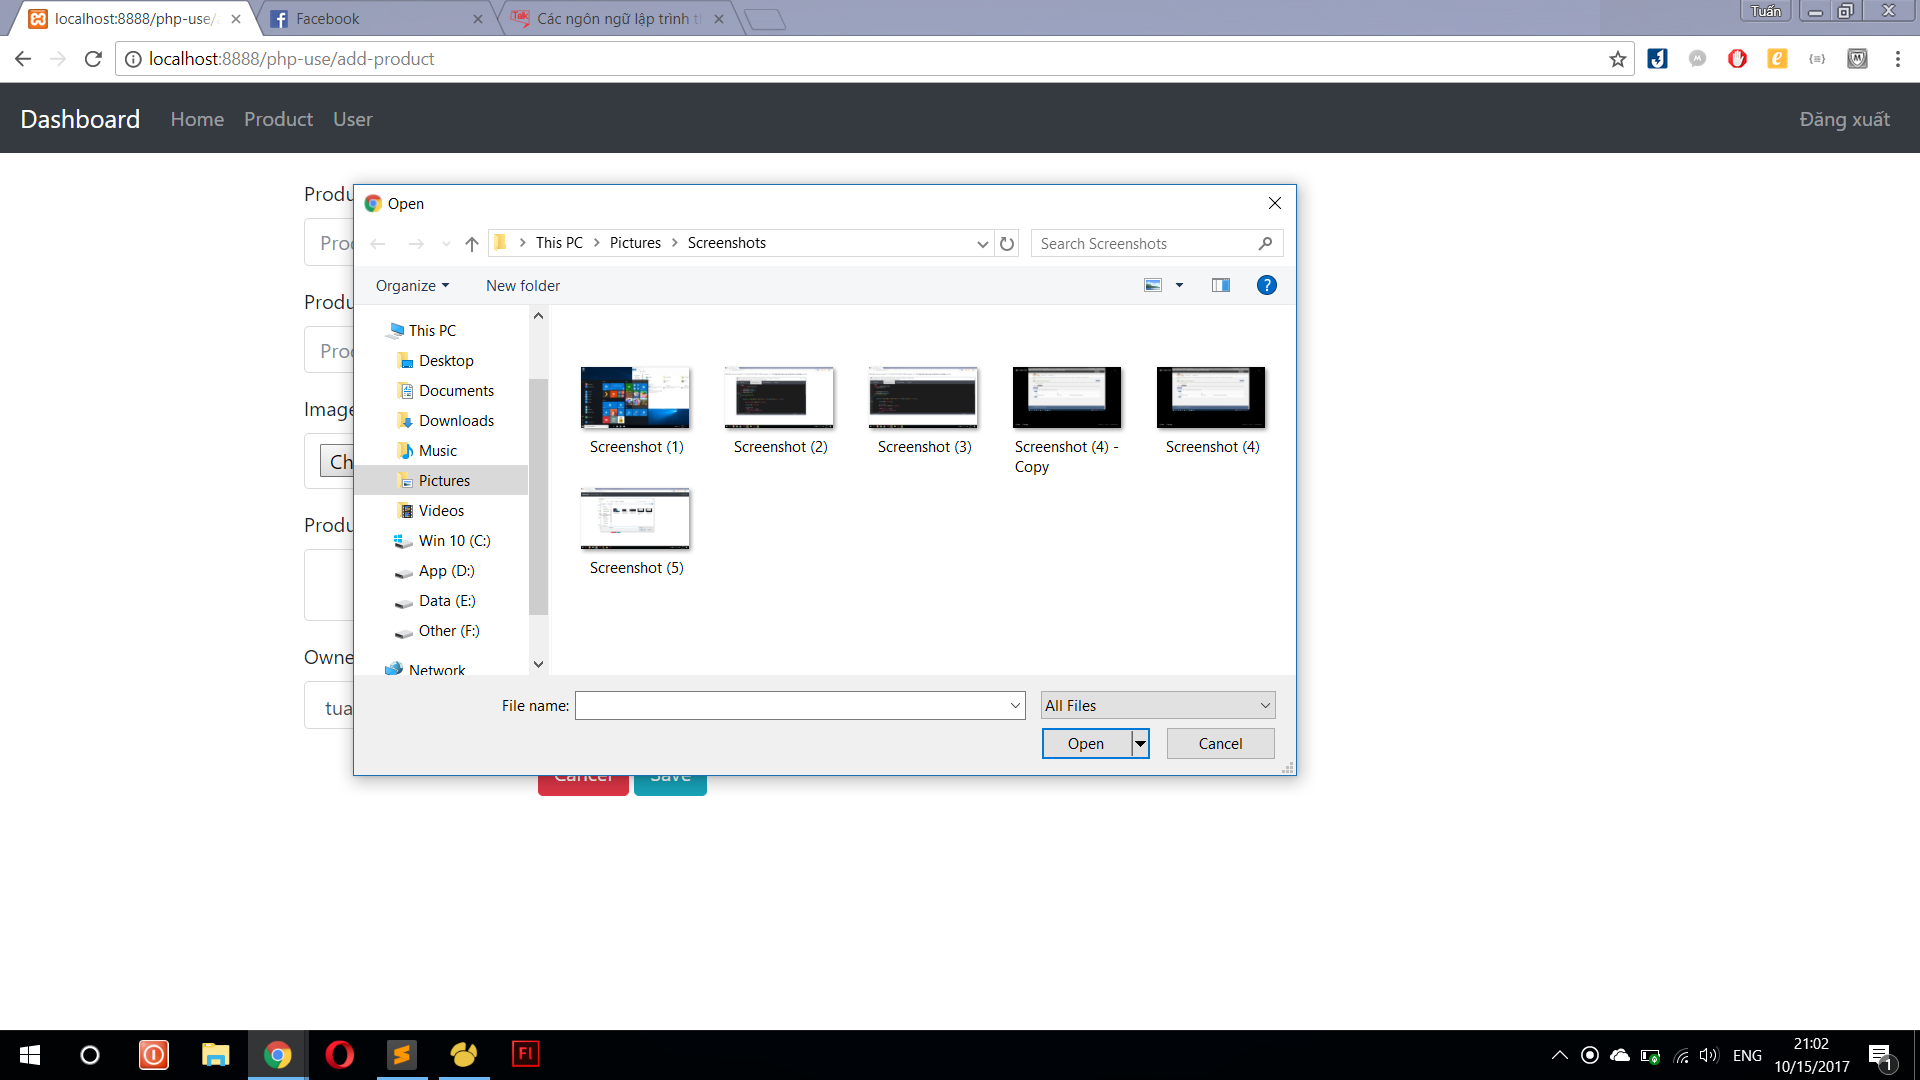 localhost:8888/php-use/a
Facebook
Các ngôn ngữ lập trình t
Tuấn
localhost:8888/php-use/add-product
Dashboard Home Product User Đăng xuất
Produ
Proc
Produ
Proc
Image
Ch
Produ
Owne
tua
Cancel Save
Open
This PC > Pictures > Screenshots
Search Screenshots
Organize New folder
This PC
Desktop
Documents
Downloads
Music
Pictures
Videos
Win 10 (C:)
App (D:)
Data (E:)
Other (F:)
Network
Screenshot (1)
Screenshot (2)
Screenshot (3)
Screenshot (4) -
Copy
Screenshot (4)
Screenshot (5)
File name:
All Files
Open Cancel
ENG
21:02
10/15/2017
1